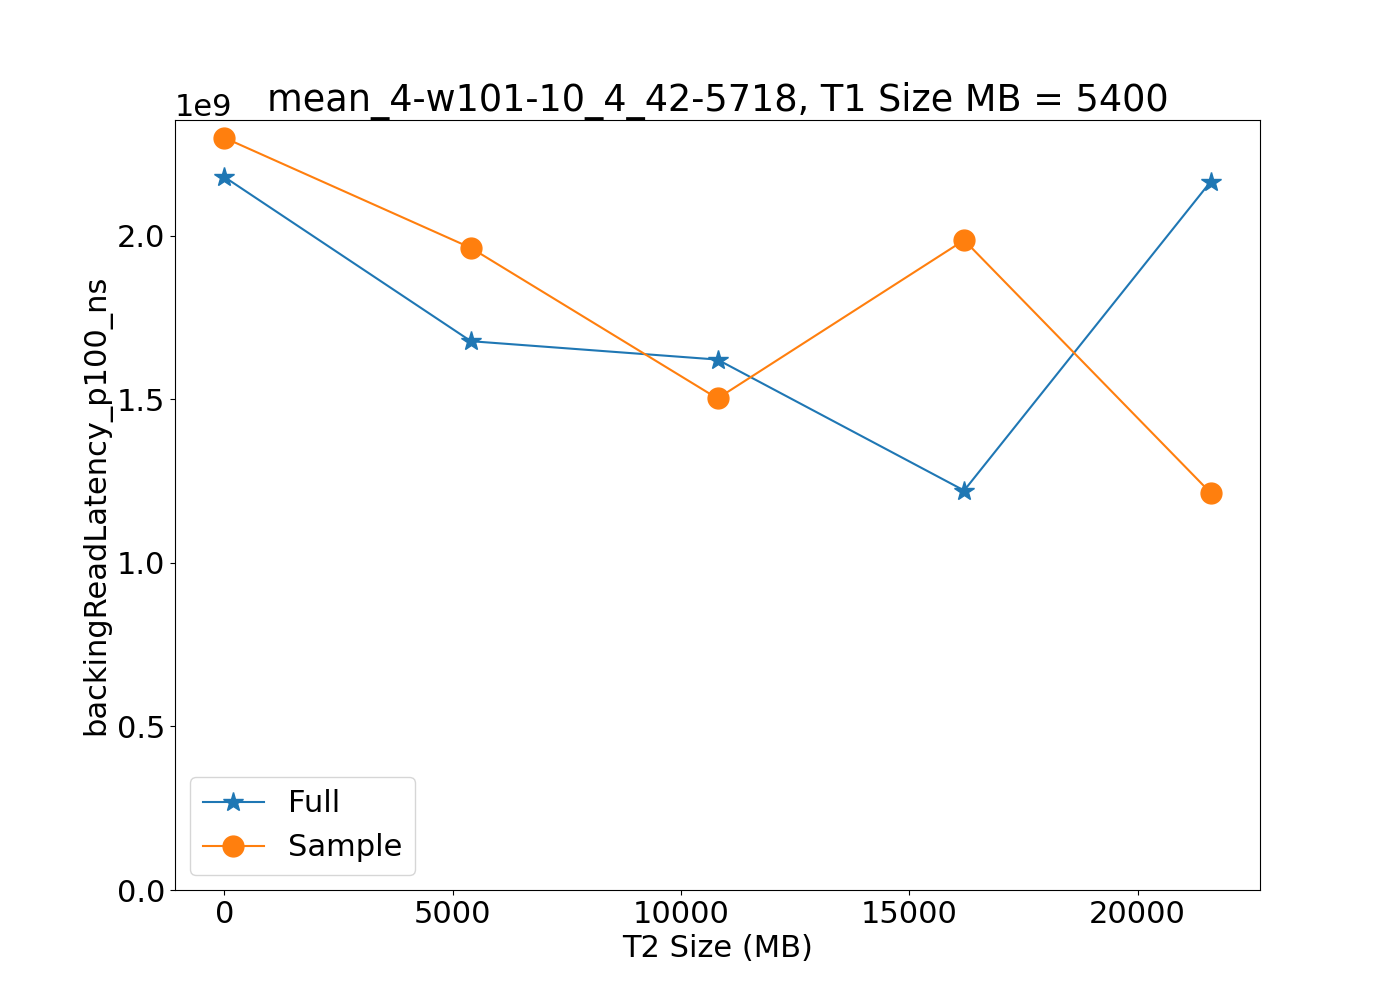 1e9
mean_4-w101-10_4_42-5718, T1 Size MB = 5400
backingReadLatency_p100_ns
2.0
1.5
1.0
0.5
0.0
Full
Sample
0 5000 10000 15000 20000
T2 Size (MB)